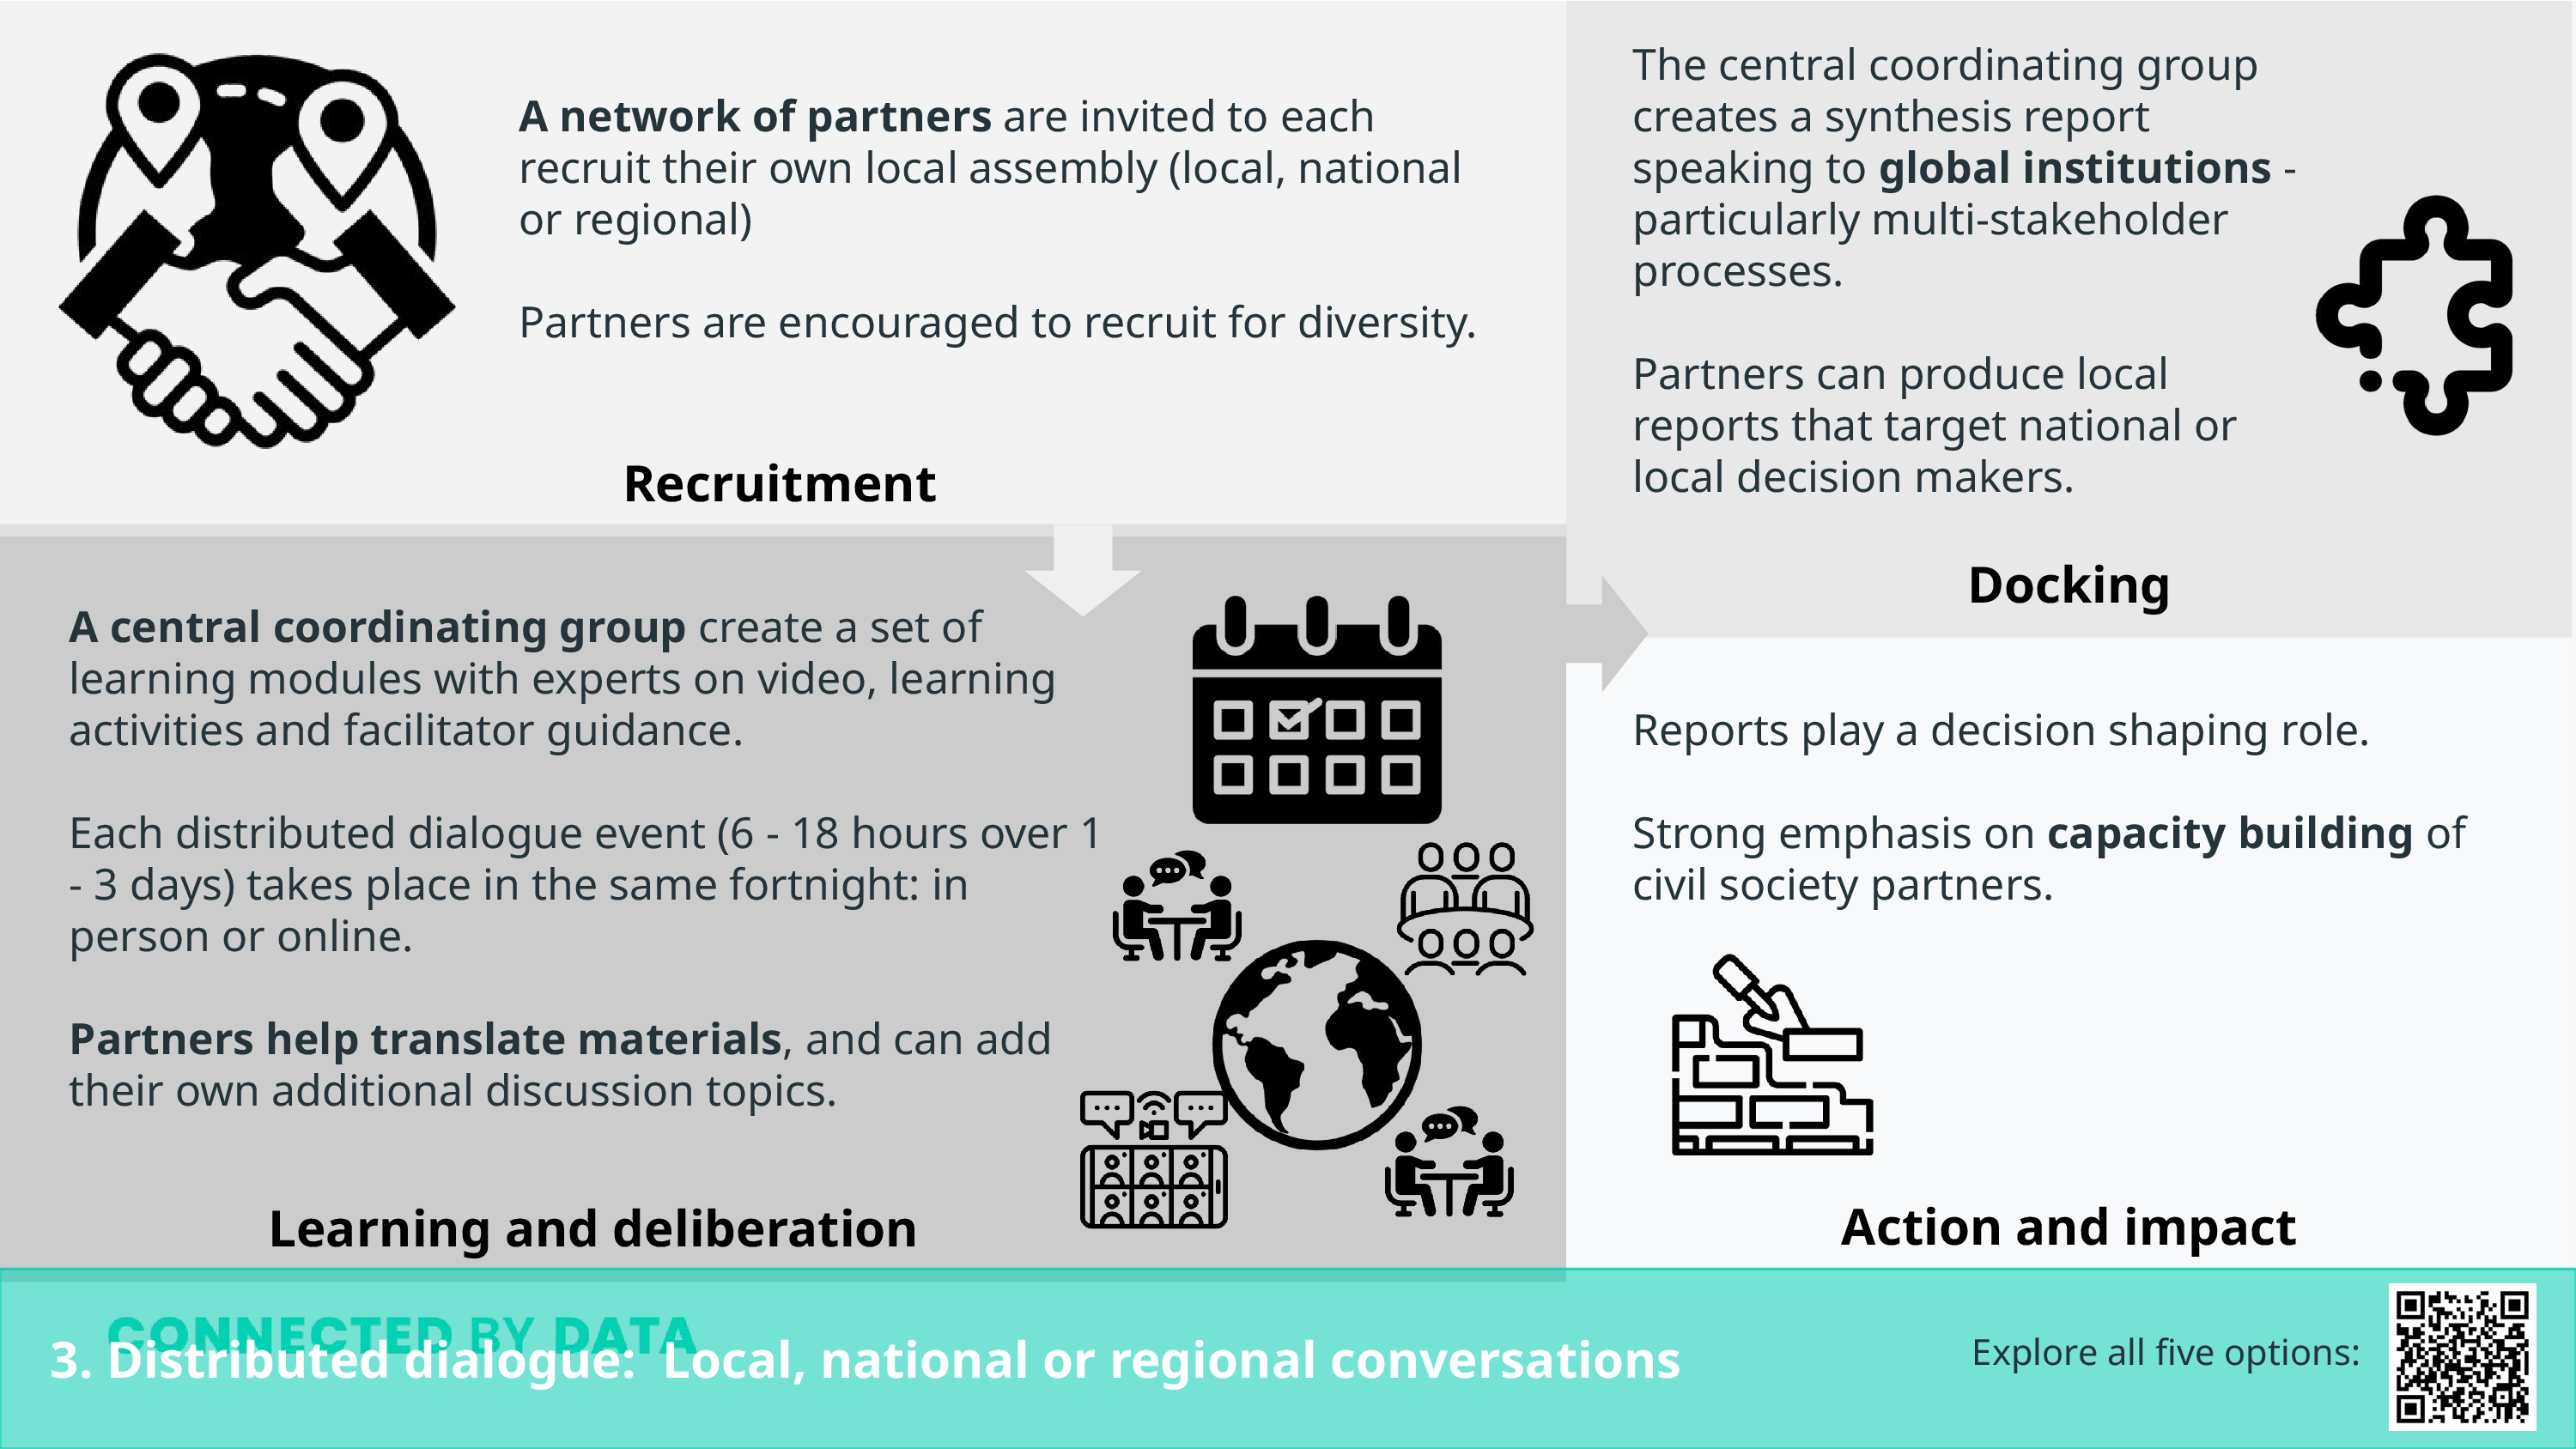 A network of partners are invited to each
recruit their own local assembly (local, national
or regional)
Partners are encouraged to recruit for diversity.
Recruitment
The central coordinating group
creates a synthesis report
speaking to global institutions -
particularly multi-stakeholder
processes.
Partners can produce local
reports that target national or
local decision makers.
Docking
A central coordinating group create a set of
learning modules with experts on video, learning
activities and facilitator guidance.
Each distributed dialogue event (6 - 18 hours over 1
- 3 days) takes place in the same fortnight: in
person or online.
Partners help translate materials, and can add
their own additional discussion topics.
Learning and deliberation
Reports play a decision shaping role.
Strong emphasis on capacity building of
civil society partners.
Action and impact
CONNECTED BY DATA
3. Distributed dialogue: Local, national or regional conversations
Explore all five options: